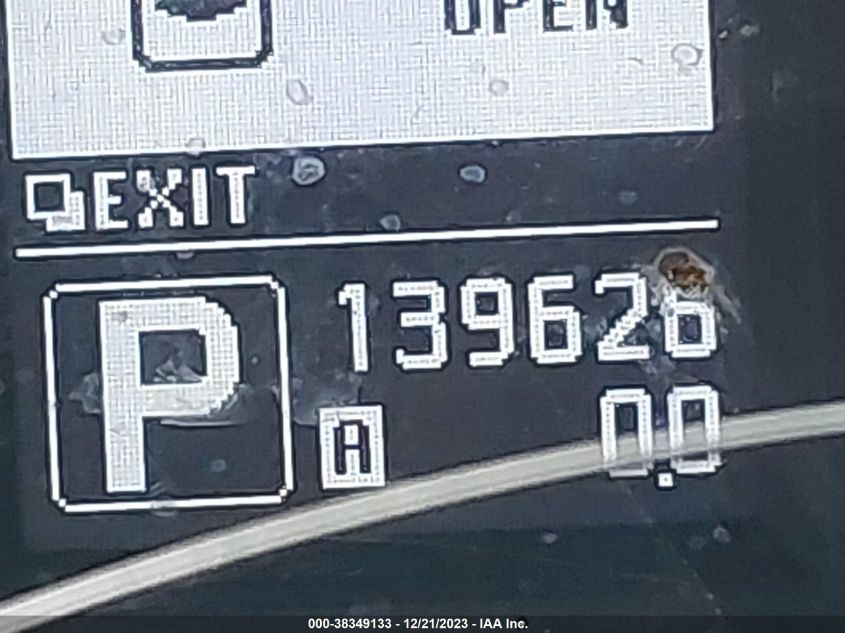 OPEN
EXIT
P 139626
A 0.0
000-38349133 - 12/21/2023 - IAA Inc.